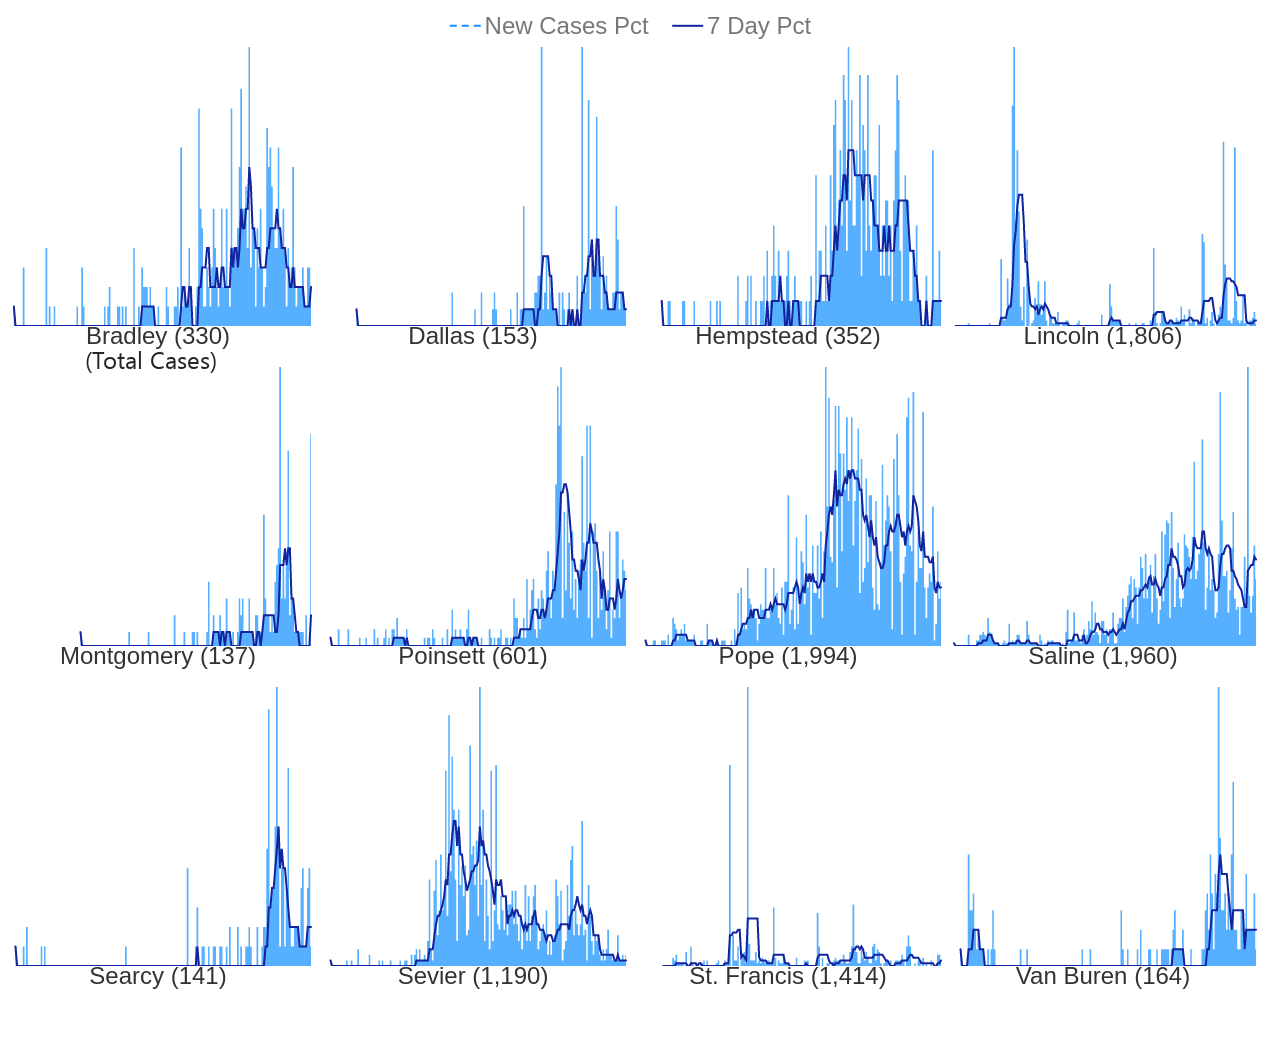 New Cases Pct 7 Day Pct
Bradley (330) Dallas (153) Hempstead (352) Lincoln (1,806)
(Total Cases)
Montgomery (137) Poinsett (601) Pope (1,994) Saline (1,960)
Searcy (141) Sevier (1,190) St. Francis (1,414) Van Buren (164)